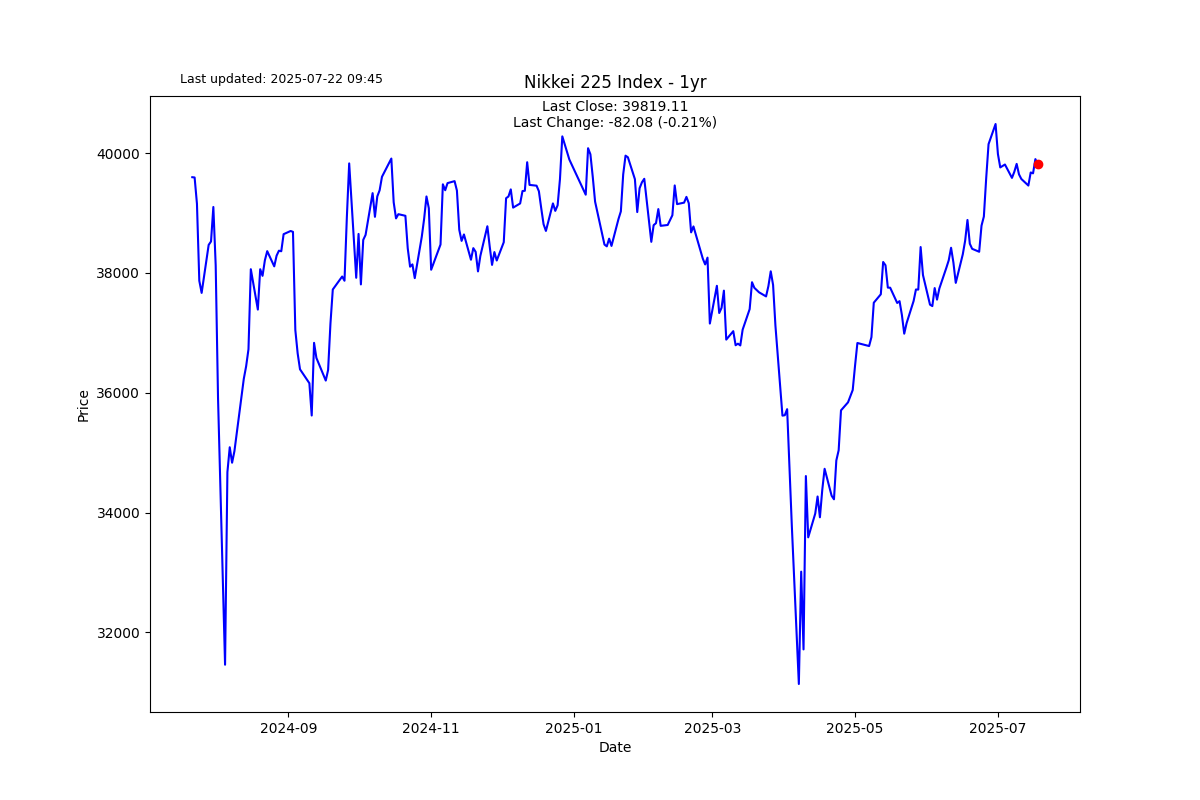 Last updated: 2025-07-22 09:45
Nikkei 225 Index - 1yr
Last Close: 39819.11
Last Change: -82.08 (-0.21%)
40000
38000
36000
34000
32000
Price
2024-09
2024-11
2025-01
2025-03
2025-05
2025-07
Date